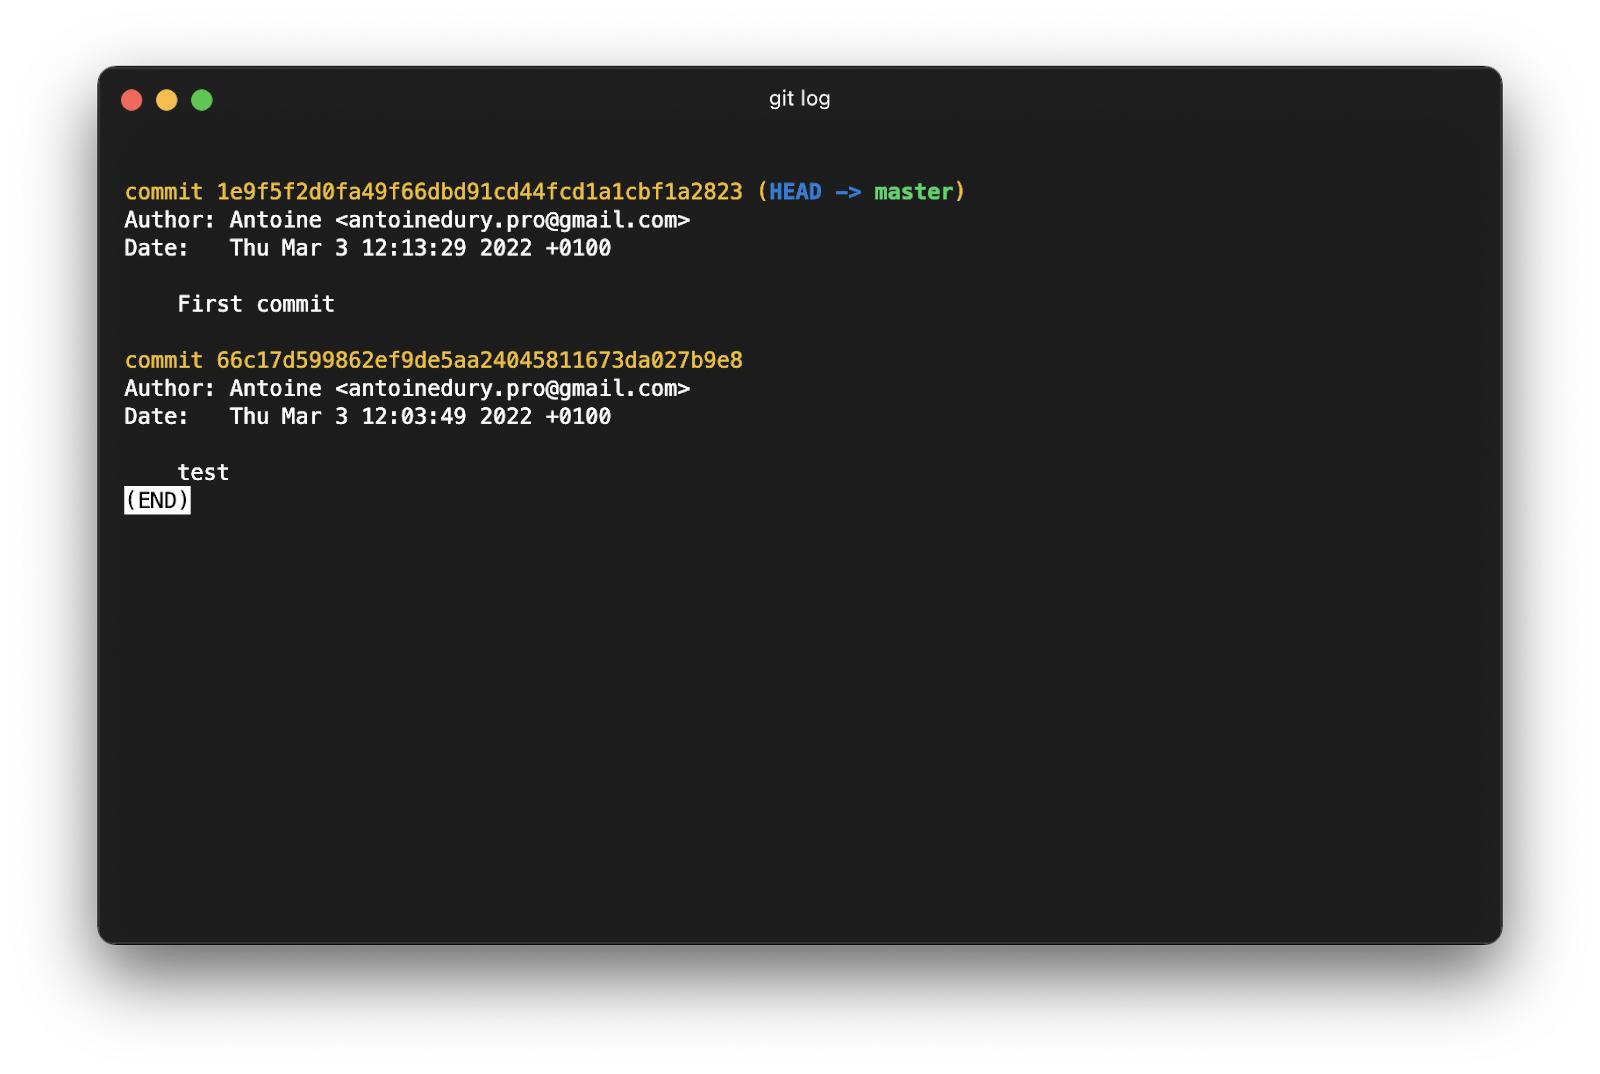 git log
commit 1e9f5f2d0fa49f66dbd91cd44fcd1a1cbf1a2823 (HEAD -> master)
Author: Antoine <antoinedury.pro@gmail.com>
Date:   Thu Mar 3 12:13:29 2022 +0100
    First commit
commit 66c17d599862ef9de5aa24045811673da027b9e8
Author: Antoine <antoinedury.pro@gmail.com>
Date:   Thu Mar 3 12:03:49 2022 +0100
    test
(END)